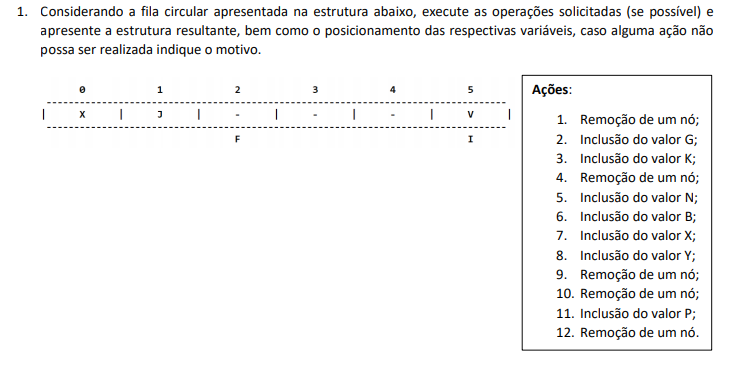 1. Considerando a fila circular apresentada na estrutura abaixo, execute as operações solicitadas (se possível) e
apresente a estrutura resultante, bem como o posicionamento das respectivas variáveis, caso alguma ação não
possa ser realizada indique o motivo.
0 1 2 3 4 5
-----------------------------------------------------------------------
| X | J | - | - | - | V |
-----------------------------------------------------------------------
F I
Ações:
1. Remoção de um nó;
2. Inclusão do valor G;
3. Inclusão do valor K;
4. Remoção de um nó;
5. Inclusão do valor N;
6. Inclusão do valor B;
7. Inclusão do valor X;
8. Inclusão do valor Y;
9. Remoção de um nó;
10. Remoção de um nó;
11. Inclusão do valor P;
12. Remoção de um nó.